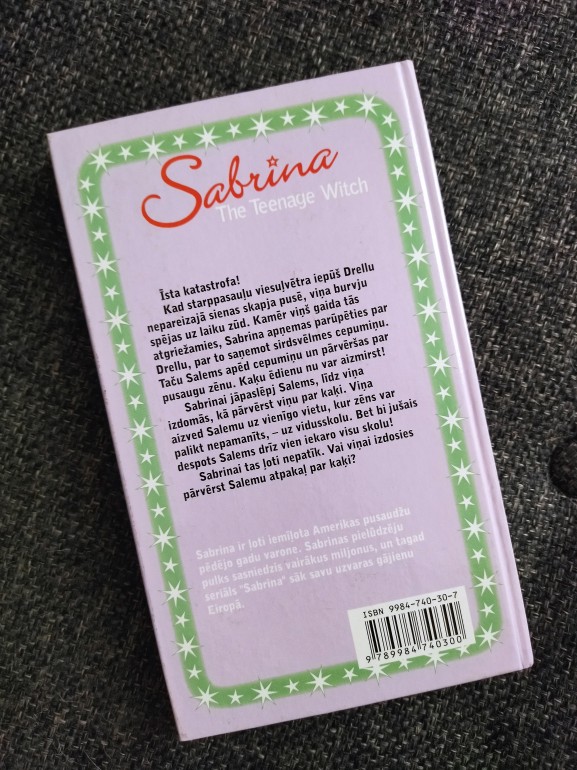 Sabrina
The Teenage Witch
Īsta katastrofa!
Kad starppasauļu viesuļvētra iepūš Drellu
nepareizajā sienas skapja pusē, viņa burvju
spējas uz laiku zūd. Kamēr viņš gaida tās
atgriežamies, Sabrina apņemas parūpēties par
Drellu, par to saņemot sirdsvēlmes cepumiņu.
Taču Salems apēd cepumiņu un pārvēršas par
pusaugu zēnu. Kaķu ēdienu nu var aizmirst!
Sabrinai jāpaslēpj Salems, līdz viņa
izdomās, kā pārvērst viņu par kaķi. Viņa
aizved Salemu uz vienīgo vietu, kur zēns var
palikt nepamanīts, – uz vidusskolu. Bet bijušais
despots Salems drīz vien iekaro visu skolu!
Sabrinai tas ļoti nepatīk. Vai viņai izdosies
pārvērst Salemu atpakaļ par kaķi?
Sabrina ir ļoti iemīļota Amerikas pusaudžu
pēdējo gadu varone. Sabrinas pielūdzēju
pulks sasniedzis vairākus miljonus, un tagad
seriāls "Sabrina" sāk savu uzvaras gājienu
Eiropā.
ISBN 9984-740-30-7
9 789984 740300